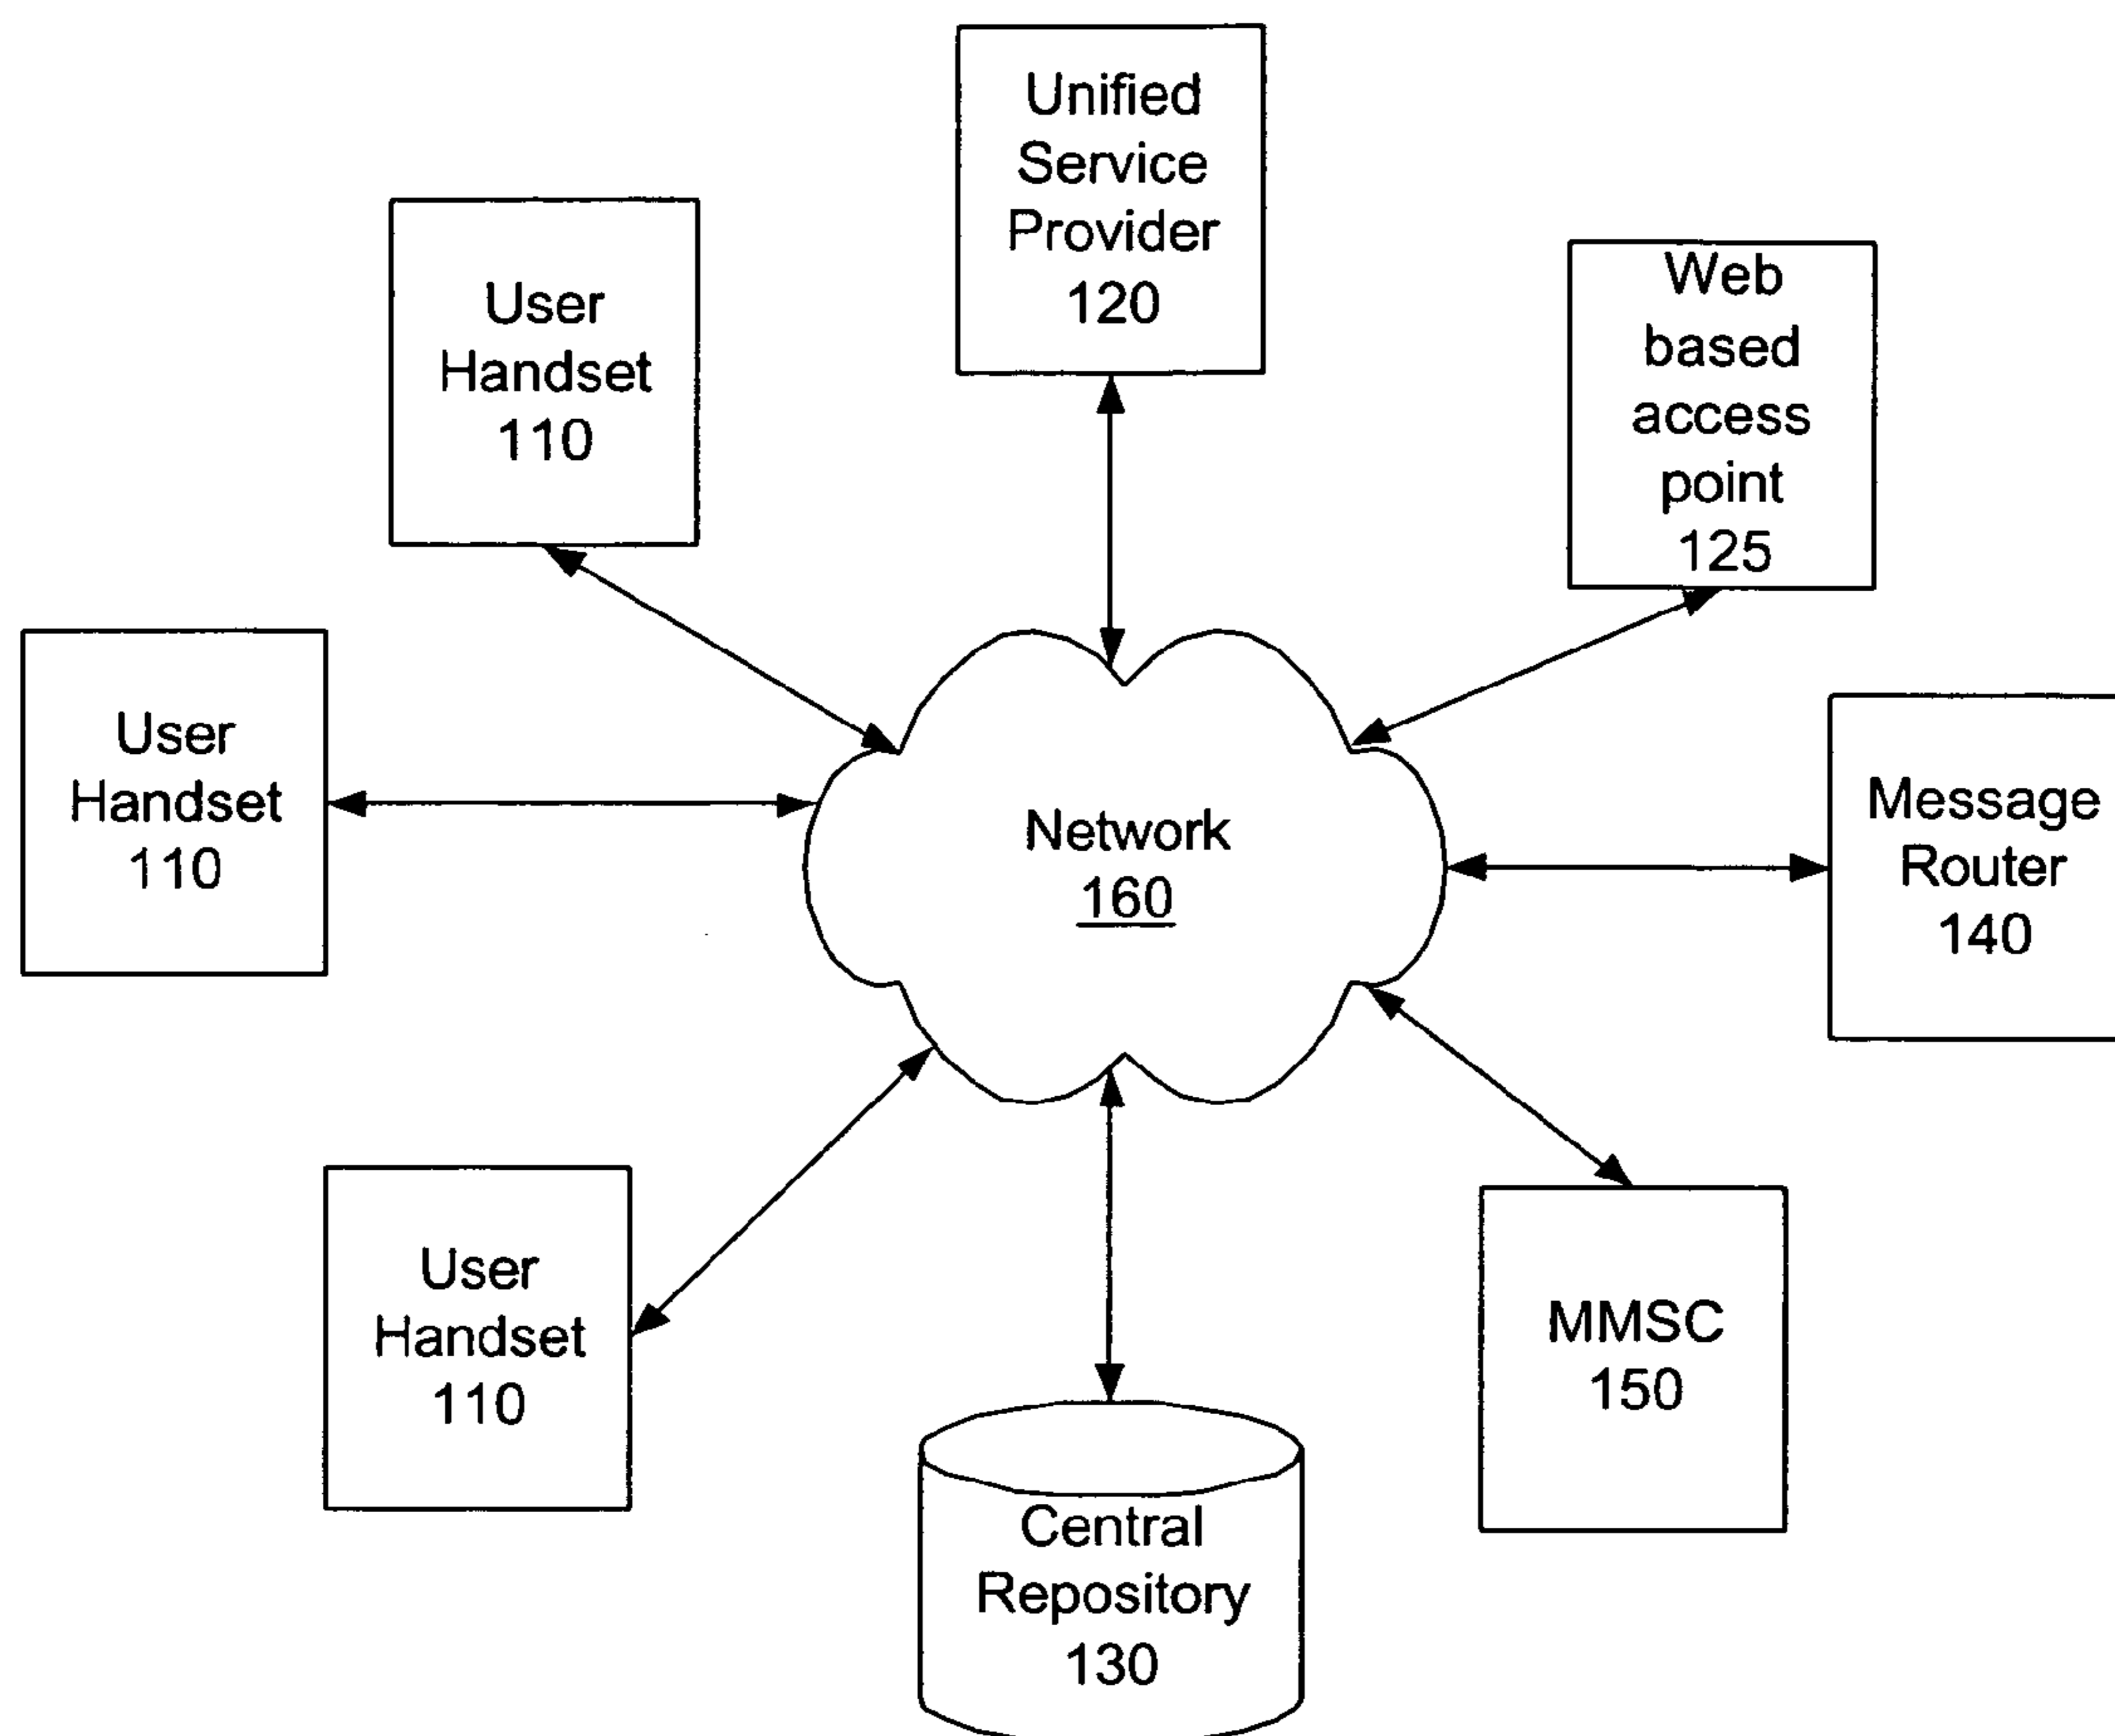 Unified
Service
Provider
120
User
Handset
110
Web
based
access
point
125
User
Handset
110
Network
160
Message
Router
140
User
Handset
110
MMSC
150
Central
Repository
130